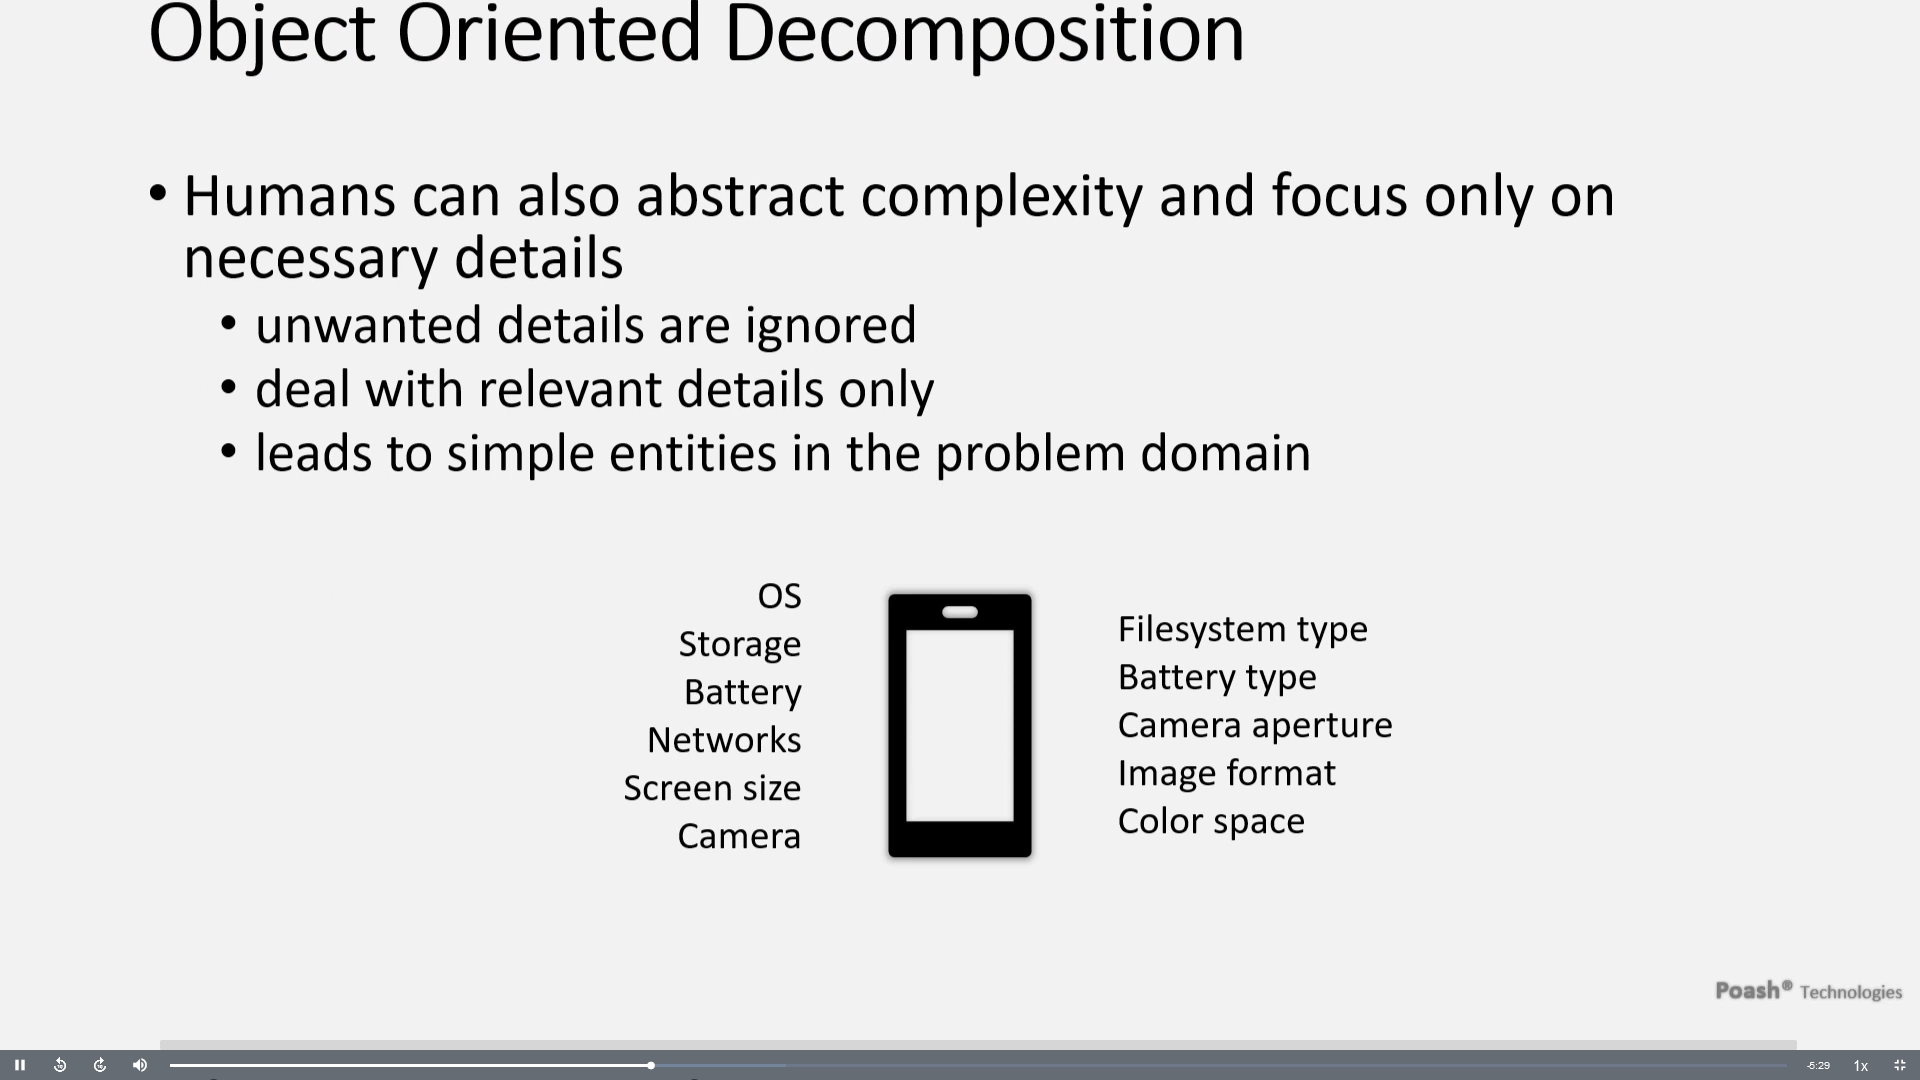 Object Oriented Decomposition
• Humans can also abstract complexity and focus only on
necessary details
• unwanted details are ignored
• deal with relevant details only
• leads to simple entities in the problem domain
OS
Storage
Battery
Networks
Screen size
Camera
Filesystem type
Battery type
Camera aperture
Image format
Color space
Poash® Technologies
-5:29
1x